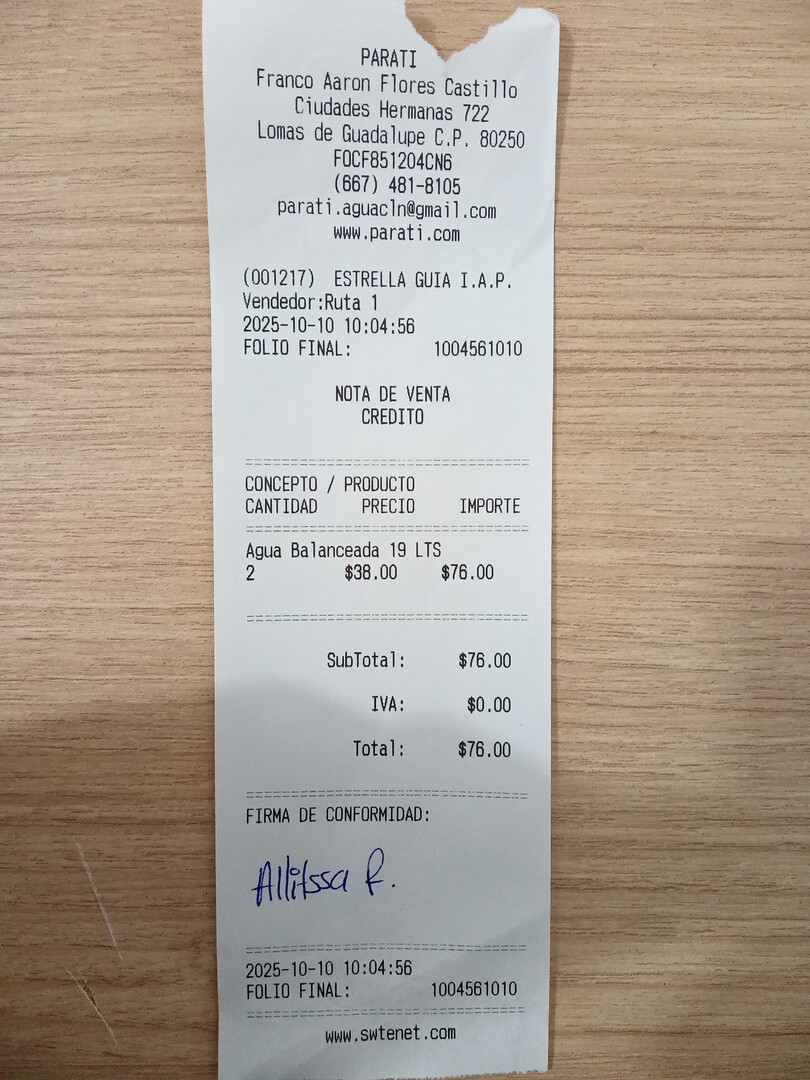 PARATI
Franco Aaron Flores Castillo
Ciudades Hermanas 722
Lomas de Guadalupe C.P. 80250
FOCF851204CN6
(667) 481-8105
parati.aguacln@gmail.com
www.parati.com
(001217) ESTRELLA GUIA I.A.P.
Vendedor:Ruta 1
2025-10-10 10:04:56
FOLIO FINAL: 1004561010
NOTA DE VENTA
CREDITO
CONCEPTO / PRODUCTO
CANTIDAD PRECIO IMPORTE
Agua Balanceada 19 LTS
2 $38.00 $76.00
SubTotal: $76.00
IVA: $0.00
Total: $76.00
FIRMA DE CONFORMIDAD:
Allitssa R.
2025-10-10 10:04:56
FOLIO FINAL: 1004561010
www.swtenet.com